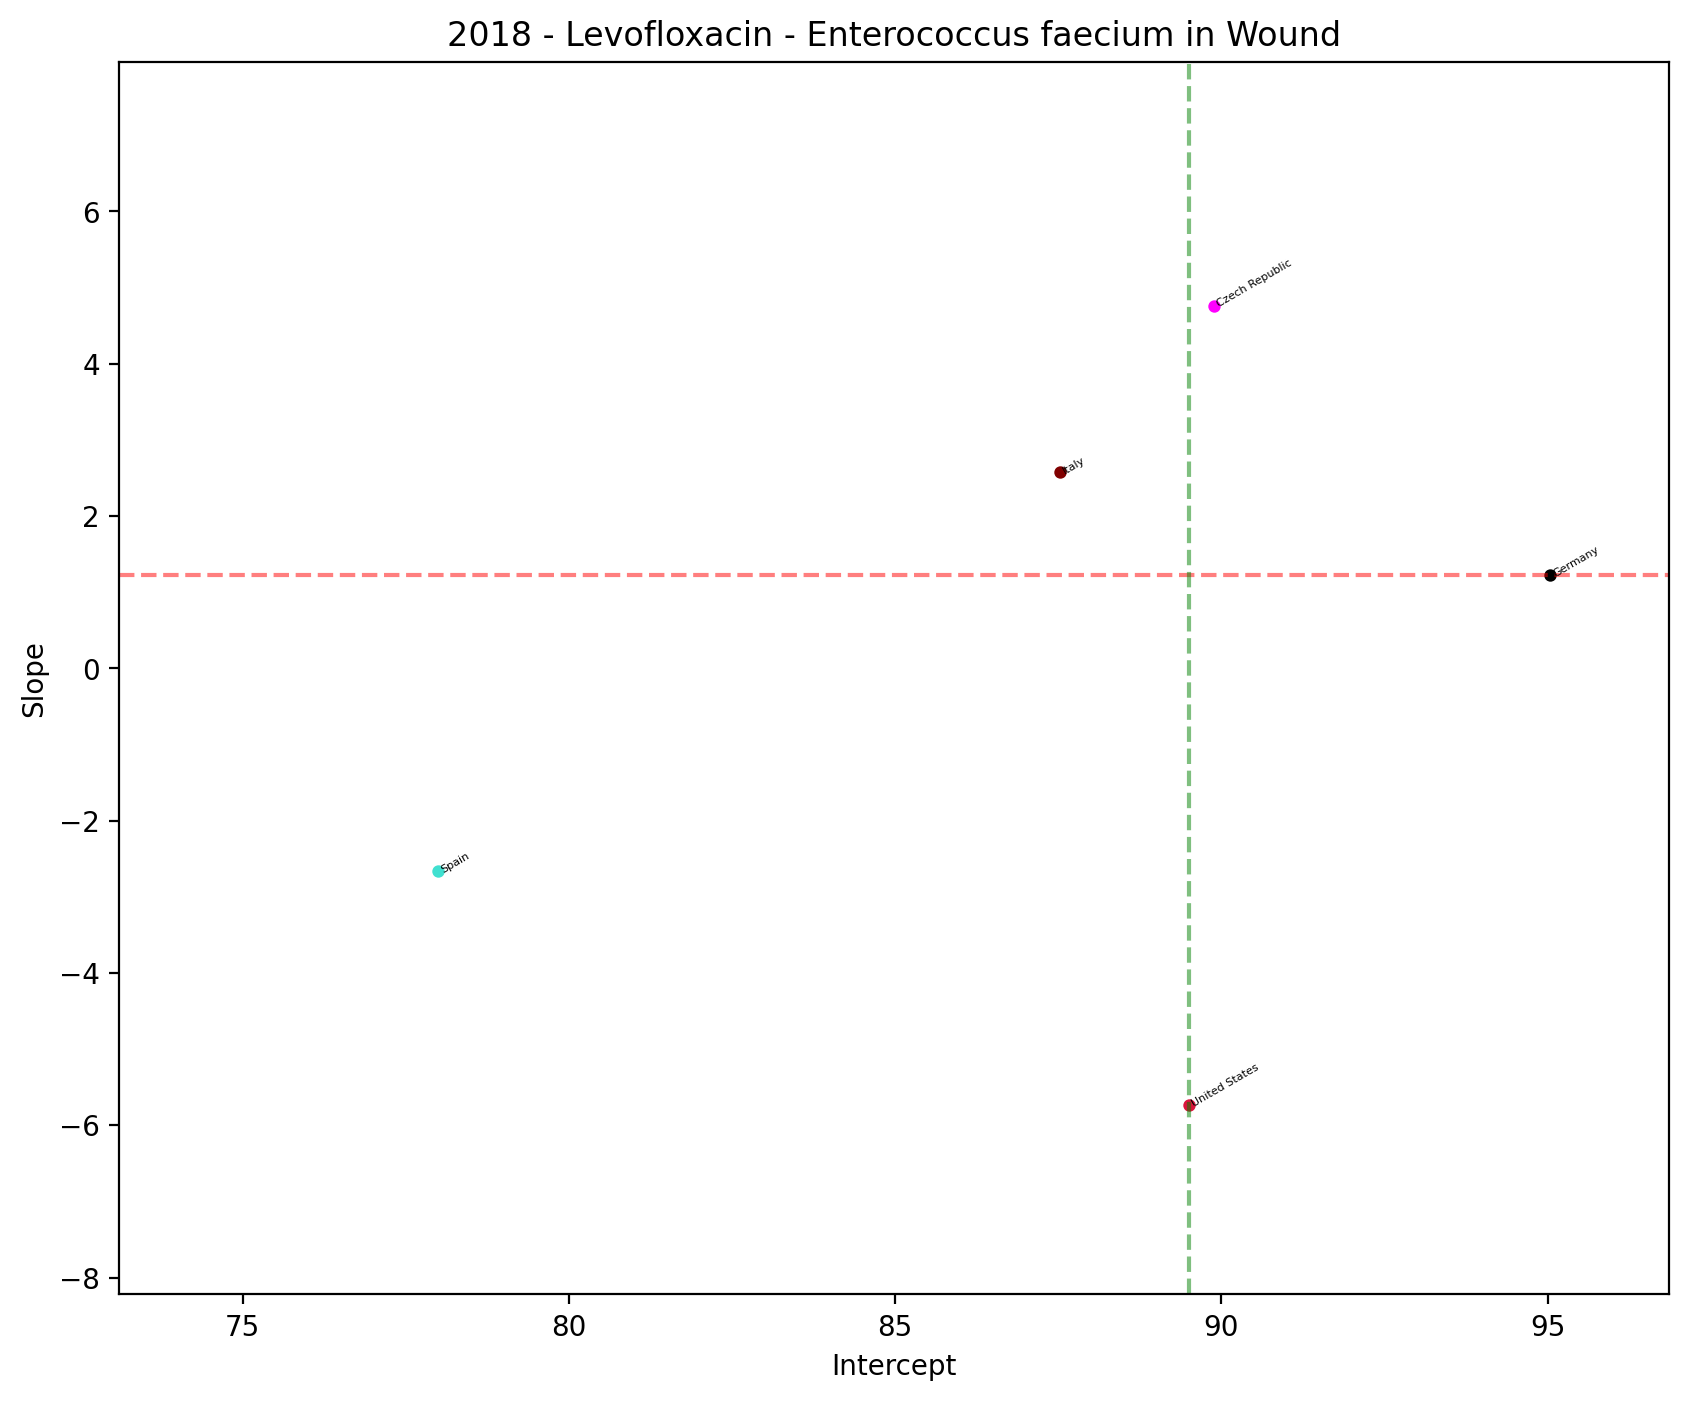 2018 - Levofloxacin - Enterococcus faecium in Wound
6
4
2
0
−2
−4
−6
−8
Slope
Czech Republic
Italy
Germany
Spain
United States
75 80 85 90 95
Intercept